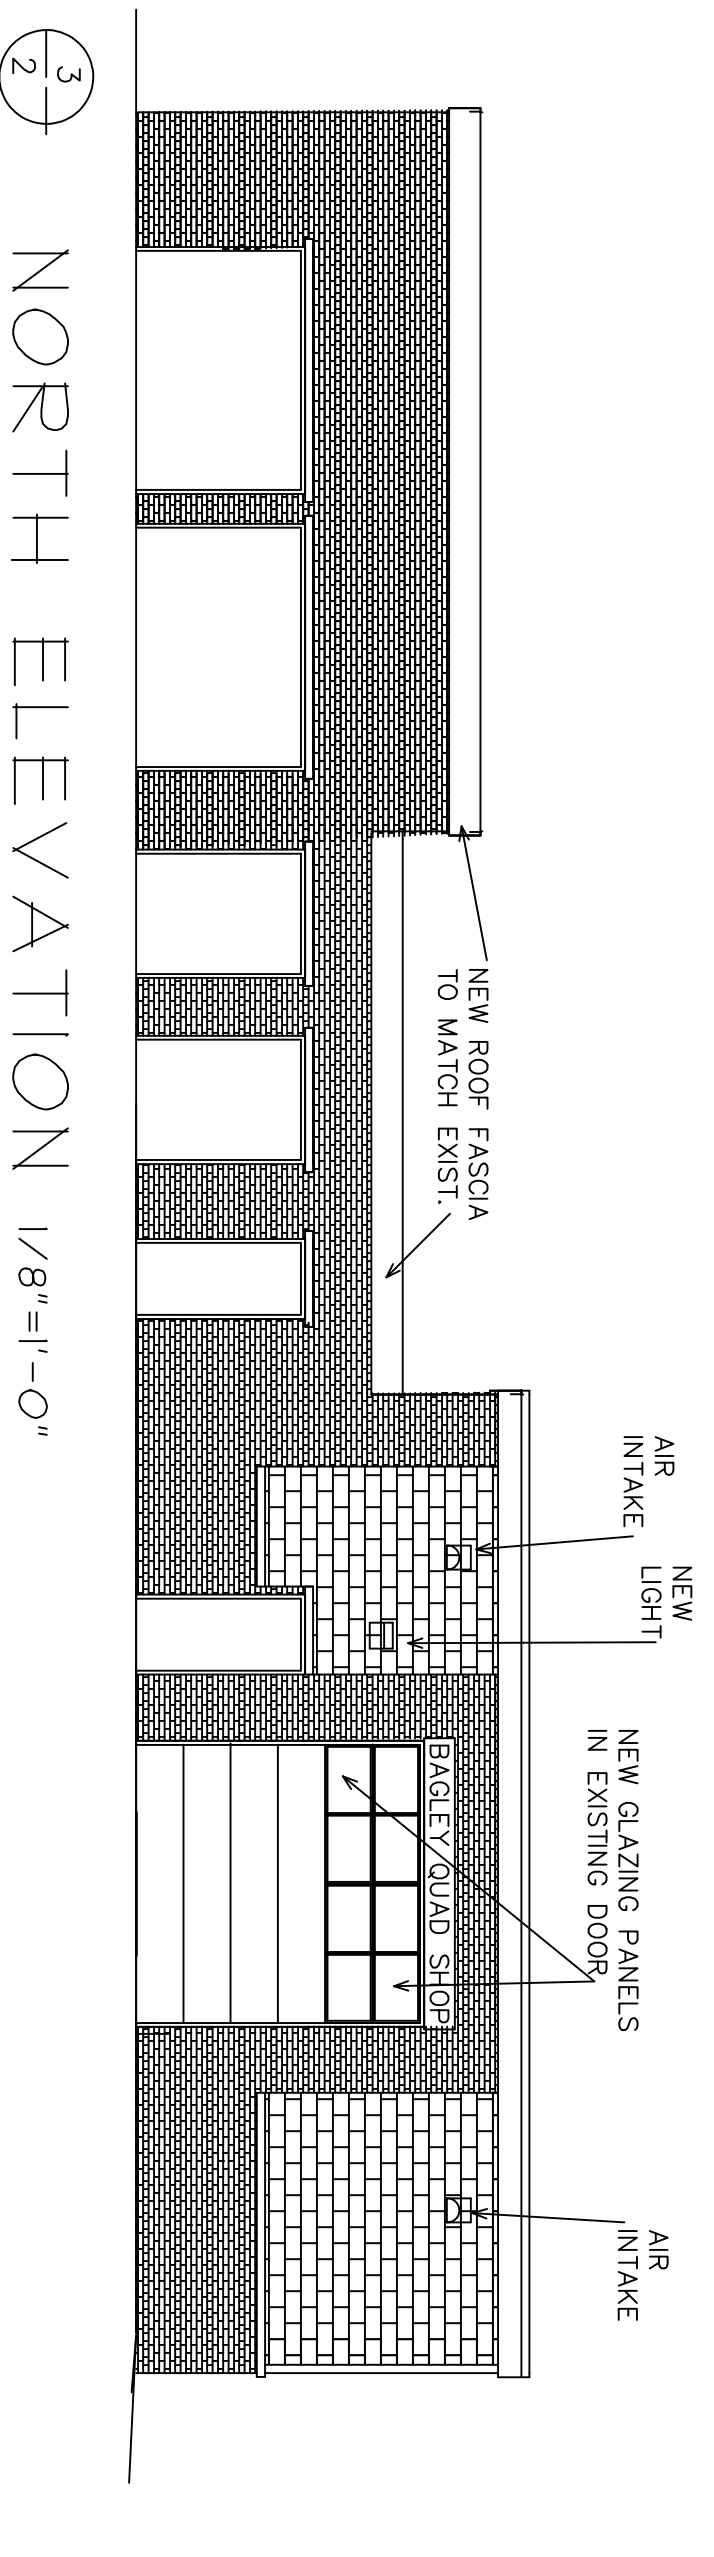 NEW ROOF FASCIA
TO MATCH EXIST.
AIR
INTAKE
NEW
LIGHT
NEW GLAZING PANELS
IN EXISTING DOOR
AIR
INTAKE
BAGLEY QUAD SHOP
3
2
NORTH ELEVATION 1/8"=1'-0"